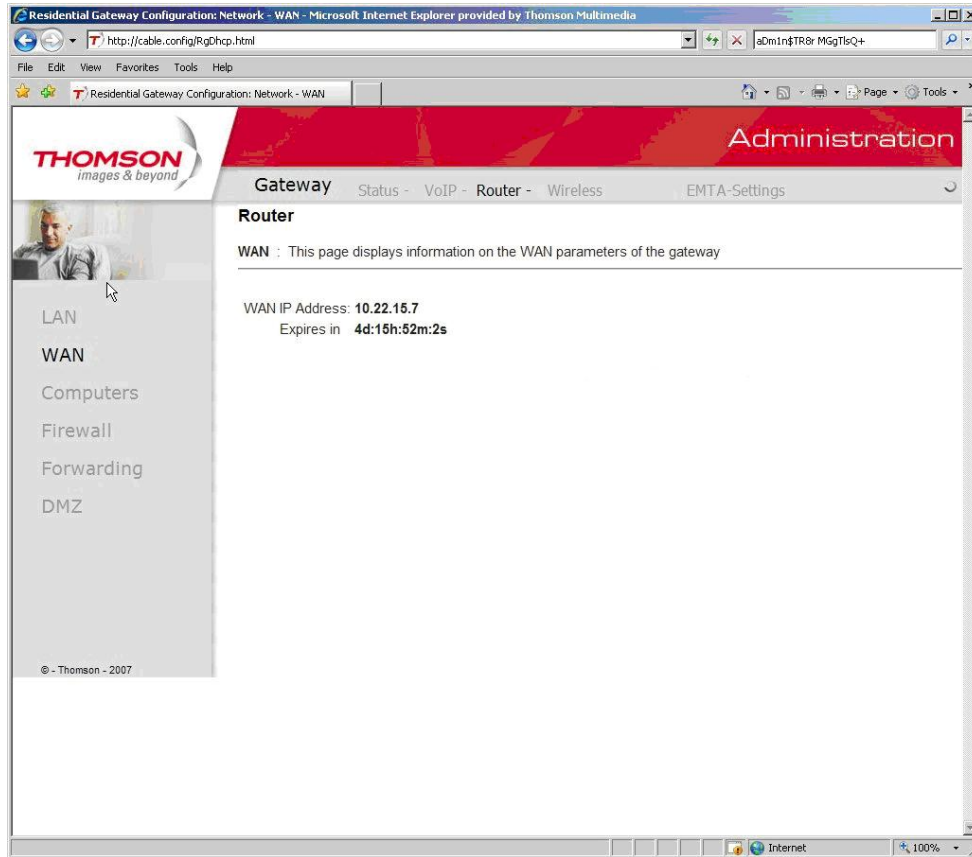 Residential Gateway Configuration: Network - WAN - Microsoft Internet Explorer provided by Thomson Multimedia
http://cable.config/RgDhcp.html
aDm1n$TR8r MGgTlsQ+
File Edit View Favorites Tools Help
Residential Gateway Configuration: Network - WAN
Page Tools
THOMSON
images & beyond
Administration
Gateway Status - VoIP - Router - Wireless EMTA-Settings
Router
WAN : This page displays information on the WAN parameters of the gateway
WAN IP Address: 10.22.15.7
Expires in 4d:15h:52m:2s
LAN
WAN
Computers
Firewall
Forwarding
DMZ
© - Thomson - 2007
Internet 100%